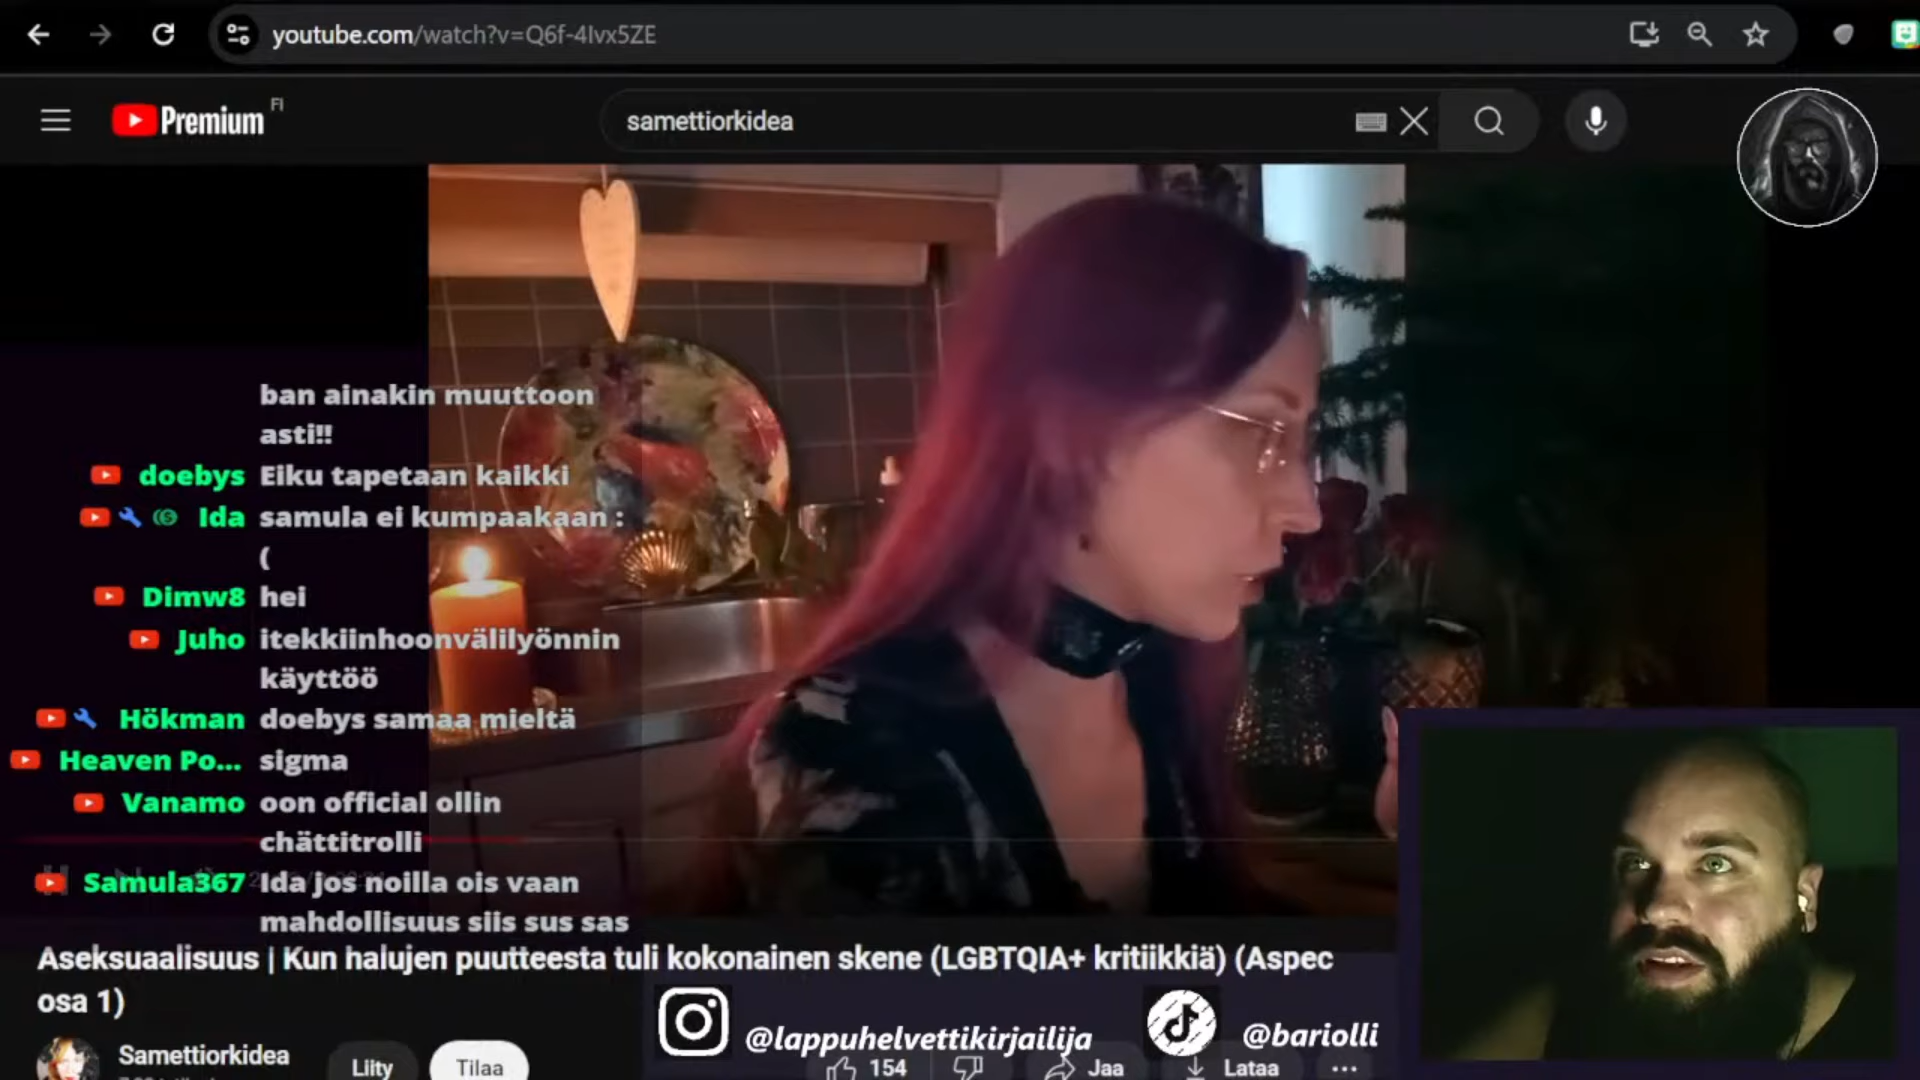 youtube.com/watch?v=Q6f-4lvx5ZE
Premium FI
samettiorkidea
ban ainakin muuttoon
asti!!
doebys Eiku tapetaan kaikki
Ida samula ei kumpaakaan :
(
Dimw8 hei
Juho itekkiinhoonvälilyönnin
käyttöö
Hökman doebys samaa mieltä
Heaven Po... sigma
Vanamo oon official ollin
chättitrolli
Samula367 Ida jos noilla ois vaan
mahdollisuus siis sus sas
Aseksuaalisuus | Kun halujen puutteesta tuli kokonainen skene (LGBTQIA+ kritiikkiä) (Aspec
osa 1)
@lappuhelvettikirjailija
@bariolli
Samettiorkidea
Liity
Tilaa
154
Jaa
Lataa